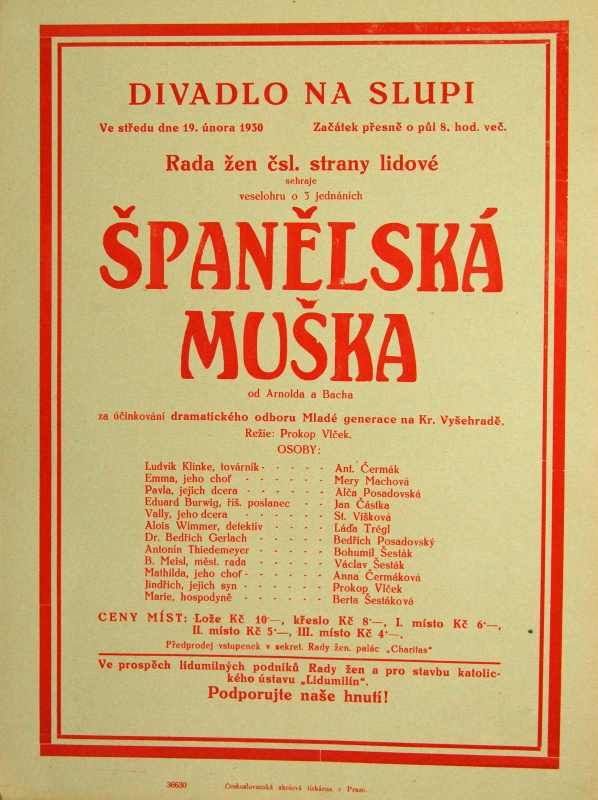 DIVADLO NA SLUPI
Ve středu dne 19. února 1930 Začátek přesně o půl 8. hod. več.
Rada žen čsl. strany lidové
sehraje
veselohru o 3 jednáních
ŠPANĚLSKÁ
MUŠKA
od Arnolda a Bacha
za účinkování dramatického odboru Mladé generace na Kr. Vyšehradě.
Režie: Prokop Vlček.
OSOBY:
Ludvík Klinke, továrník - - - - - Ant. Čermák
Emma, jeho choť - - - - - Mery Machová
Pavla, jejich dcera - - - - - Alča Posadovská
Eduard Burwig, říš. poslanec - - Jan Částka
Vally, jeho dcera - - - - - St. Víšková
Alois Wimmer, detektiv - - - - Láďa Trégl
Dr. Bedřich Gerlach - - - - - Bedřich Posadovský
Antonín Thiedemeyer - - - - - Bohumil Šesták
B. Meisl, měst. rada - - - - - Václav Šesták
Mathilda, jeho choť - - - - - Anna Čermáková
Jindřich, jejich syn - - - - - Prokop Vlček
Marie, hospodyně - - - - - Berta Šestáková
CENY MÍST: Lože Kč 10·—, křeslo Kč 8·—, I. místo Kč 6·—,
II. místo Kč 5·—, III. místo Kč 4·—.
Předprodej vstupenek v sekret. Rady žen. palác „Charitas“
Ve prospěch lidumilných podniků Rady žen a pro stavbu katolic-
kého ústavu „Lidumilín“.
Podporujte naše hnutí!
36630 Československá akciová tiskárna v Praze.